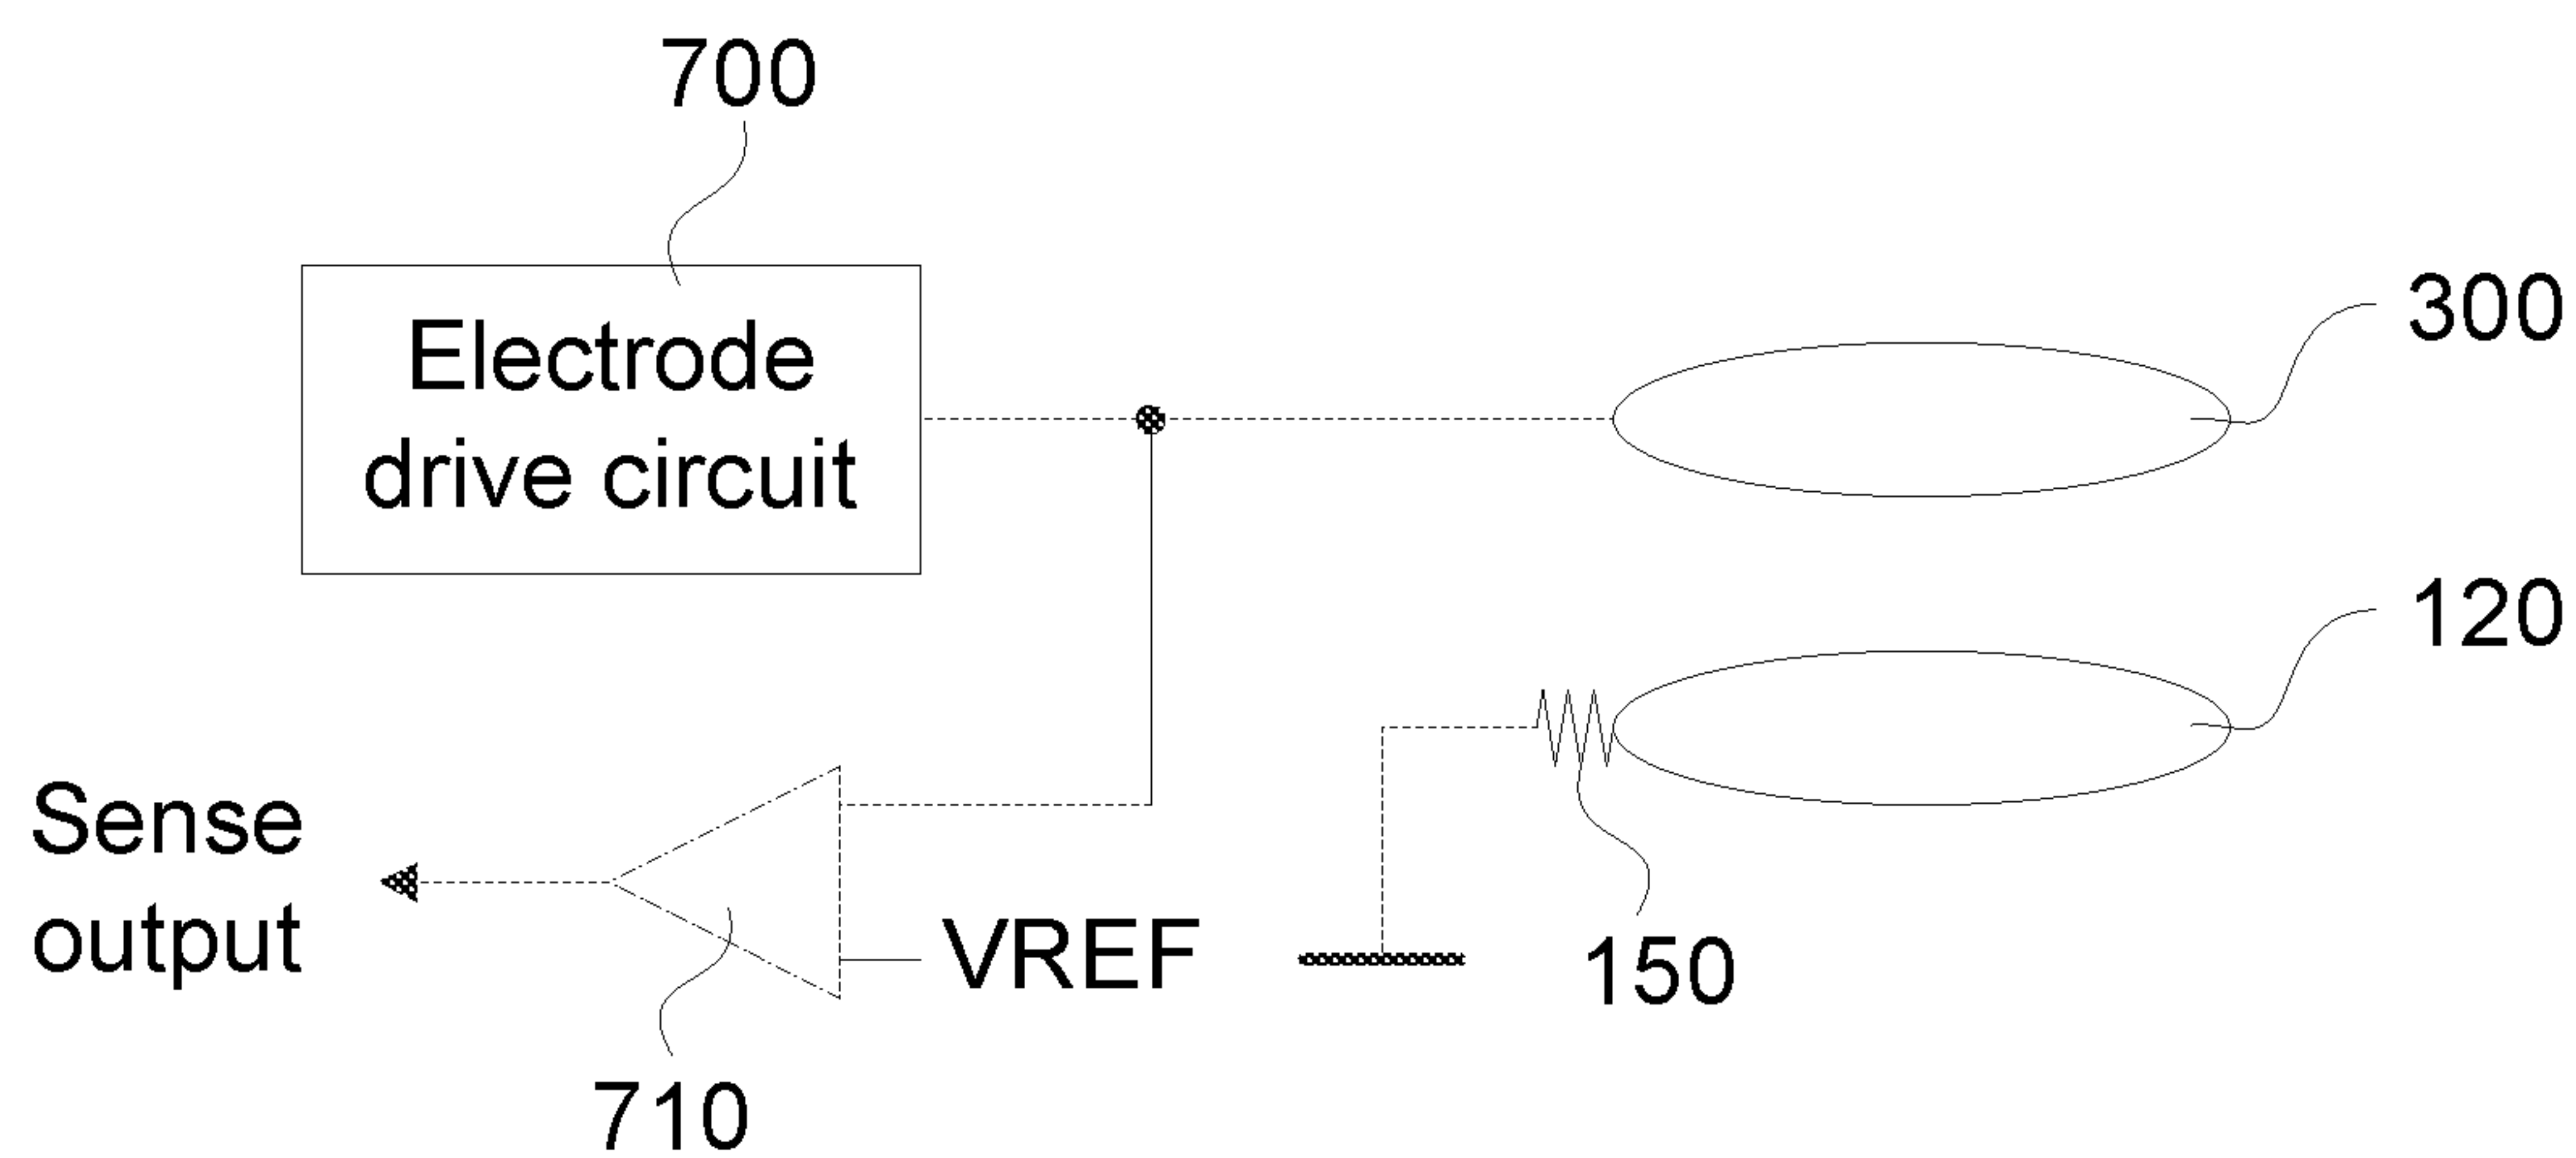 700
Electrode
drive circuit
300
120
Sense
output
VREF
150
710